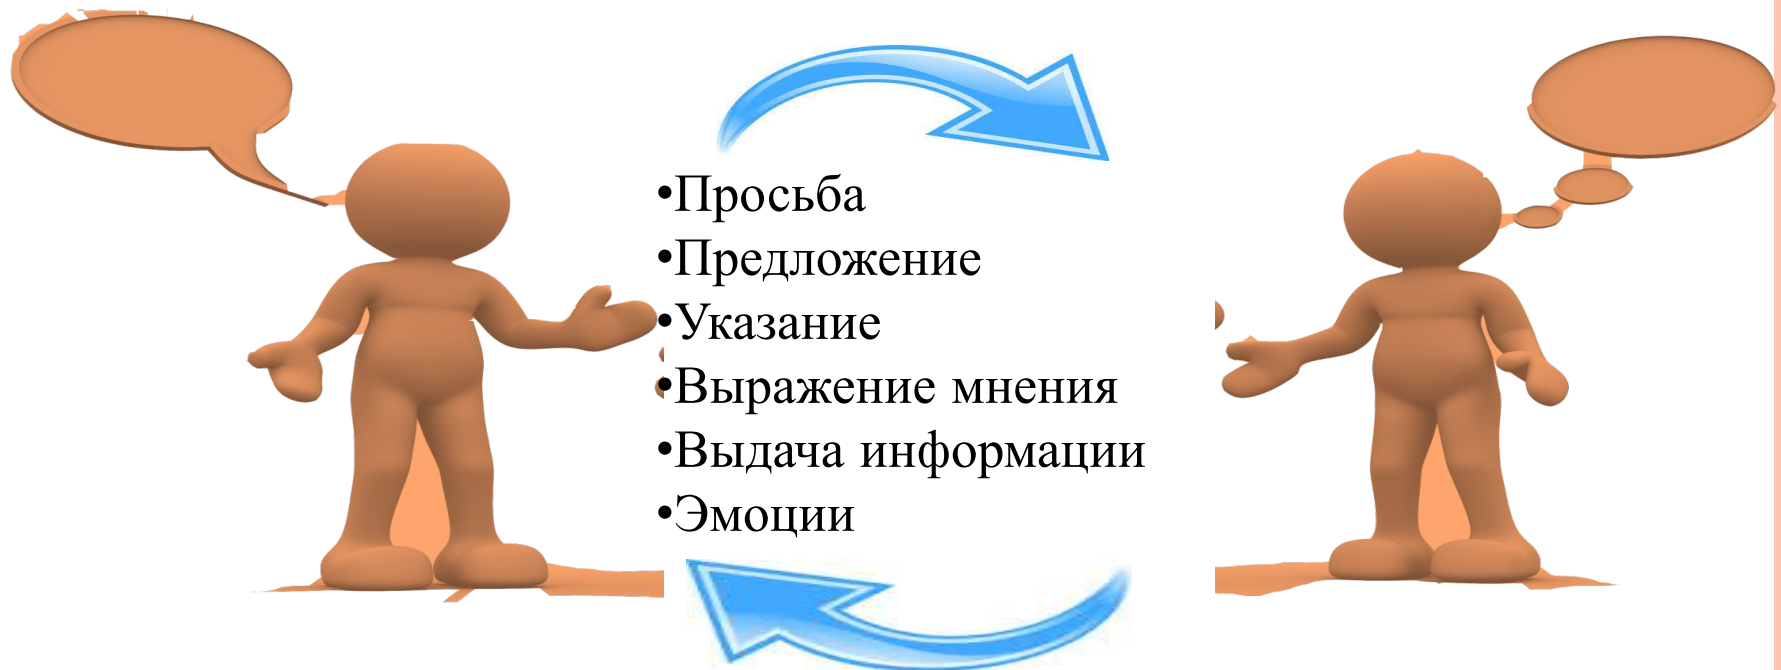 •Просьба
•Предложение
•Указание
•Выражение мнения
•Выдача информации
•Эмоции